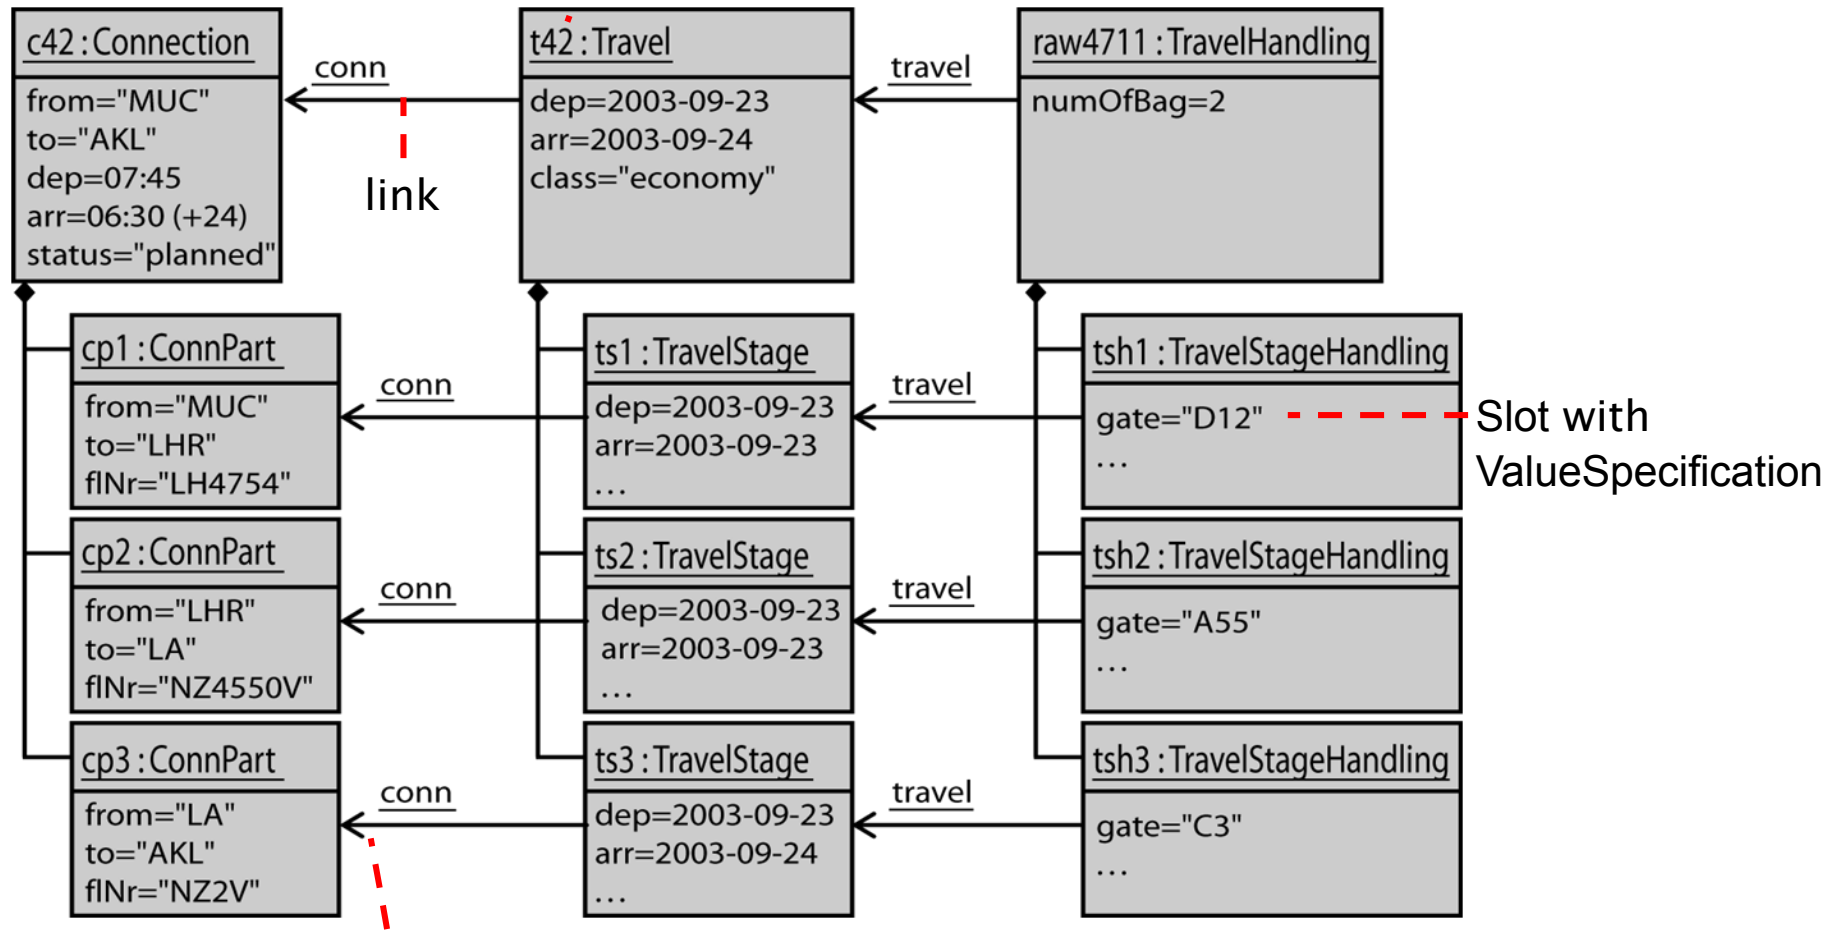 c42 : Connection
from="MUC"
to="AKL"
dep=07:45
arr=06:30 (+24)
status="planned"
conn
link
t42 : Travel
dep=2003-09-23
arr=2003-09-24
class="economy"
travel
raw4711 : TravelHandling
numOfBag=2
cp1 : ConnPart
from="MUC"
to="LHR"
flNr="LH4754"
conn
ts1 : TravelStage
dep=2003-09-23
arr=2003-09-23
...
travel
tsh1 : TravelStageHandling
gate="D12"
...
Slot with
ValueSpecification
cp2 : ConnPart
from="LHR"
to="LA"
flNr="NZ4550V"
conn
ts2 : TravelStage
dep=2003-09-23
arr=2003-09-23
...
travel
tsh2 : TravelStageHandling
gate="A55"
...
cp3 : ConnPart
from="LA"
to="AKL"
flNr="NZ2V"
conn
ts3 : TravelStage
dep=2003-09-23
arr=2003-09-24
...
travel
tsh3 : TravelStageHandling
gate="C3"
...